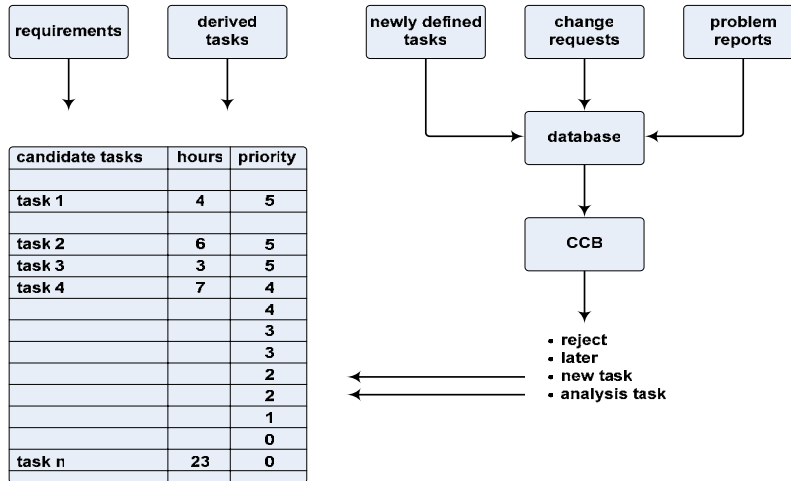 requirements
derived
tasks
newly defined
tasks
change
requests
problem
reports
database
CCB
• reject
• later
• new task
• analysis task
candidate tasks hours priority
task 1 4 5
task 2 6 5
task 3 3 5
task 4 7 4
4
3
3
2
2
1
0
task n 23 0